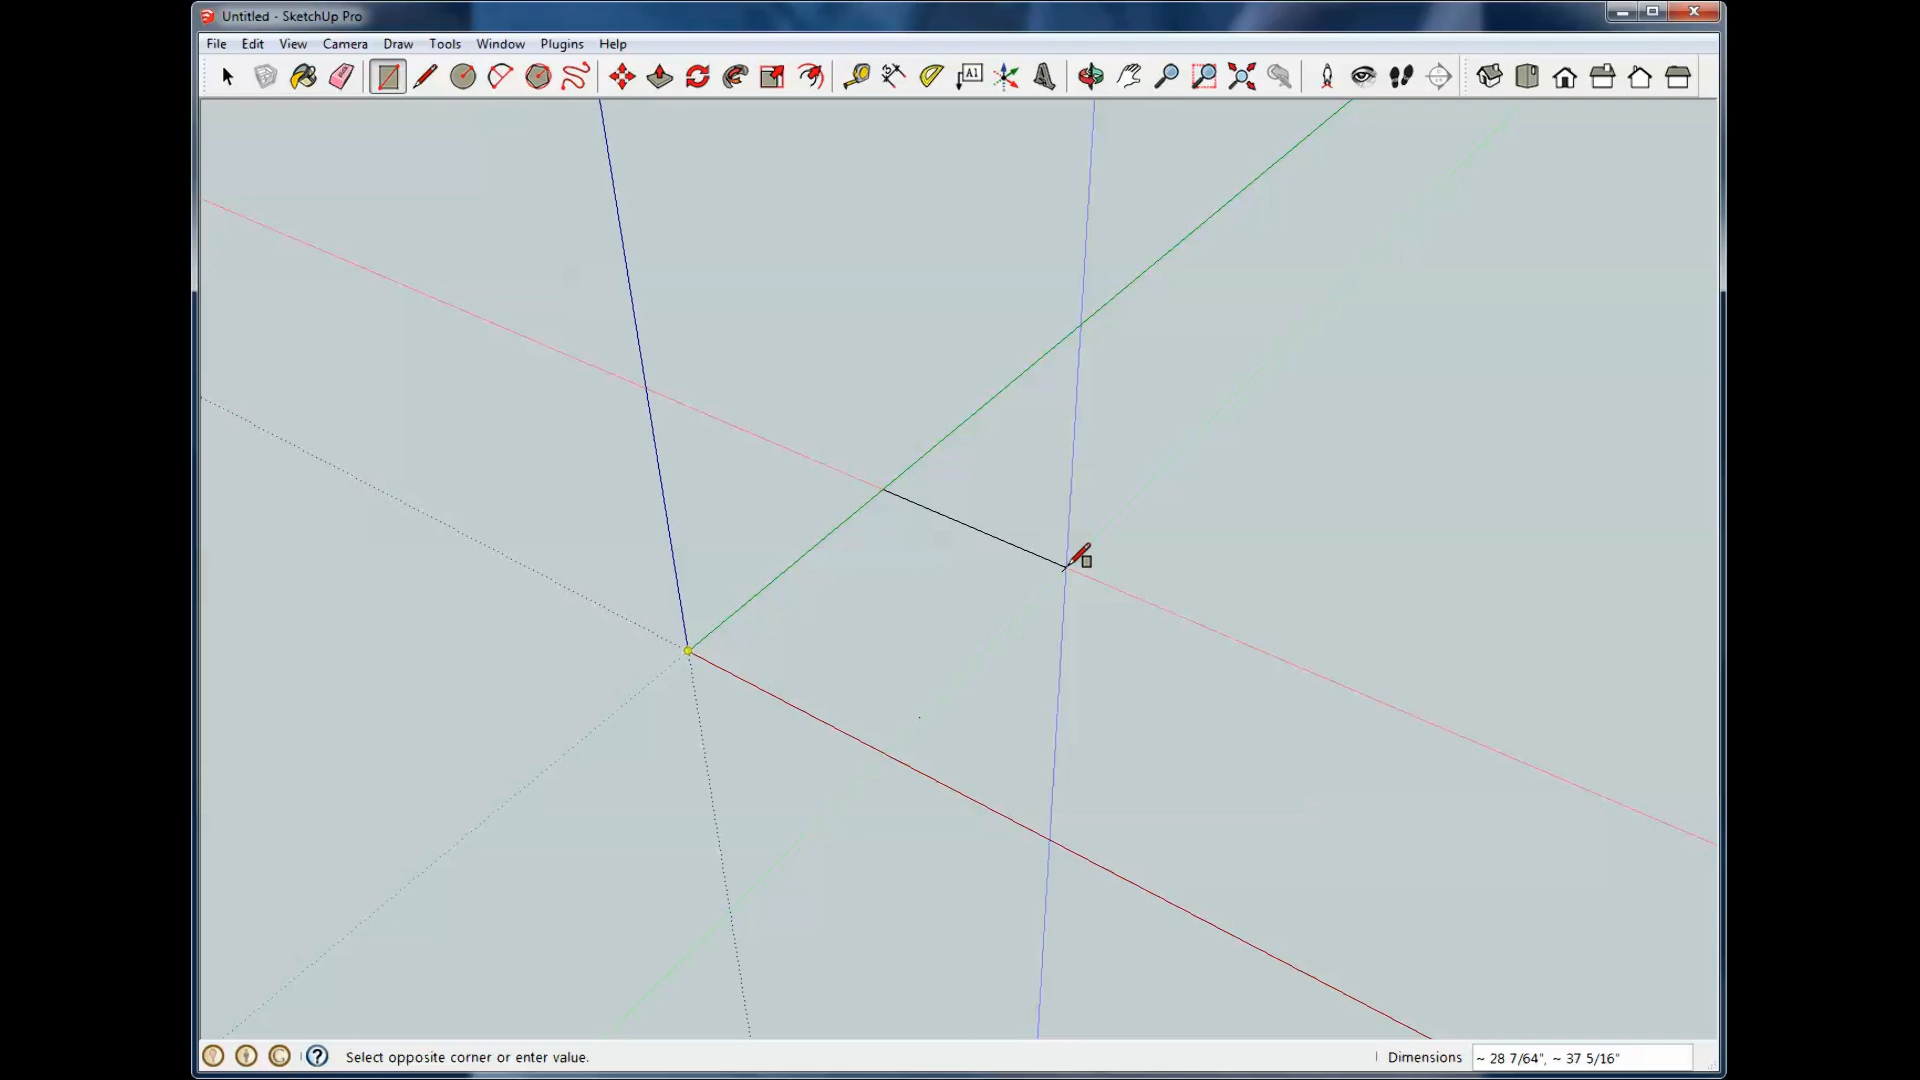 Untitled - SketchUp Pro
File Edit View Camera Draw Tools Window Plugins Help
A1
Select opposite corner or enter value.
Dimensions ~ 28 7/64", ~ 37 5/16"